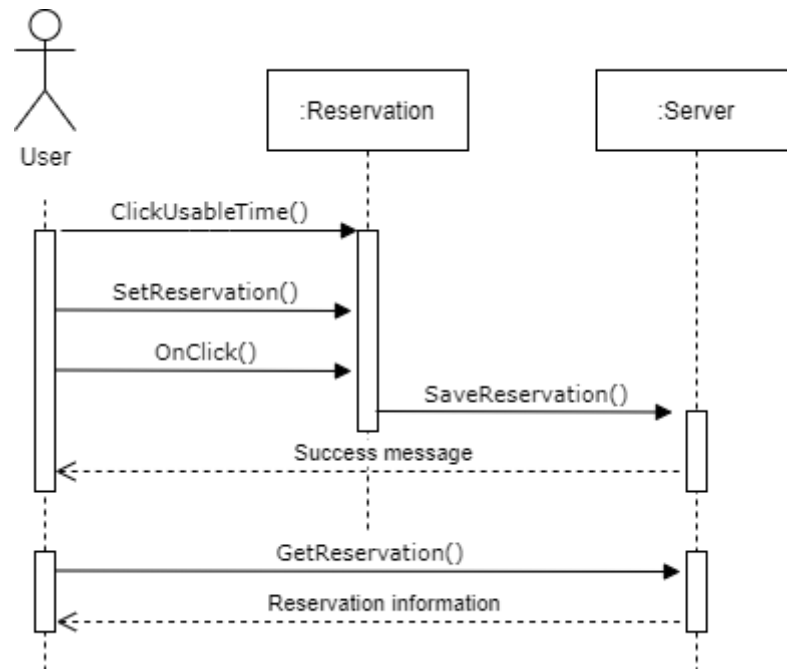 :Reservation
:Server
User
ClickUsableTime()
SetReservation()
OnClick()
SaveReservation()
Success message
GetReservation()
Reservation information